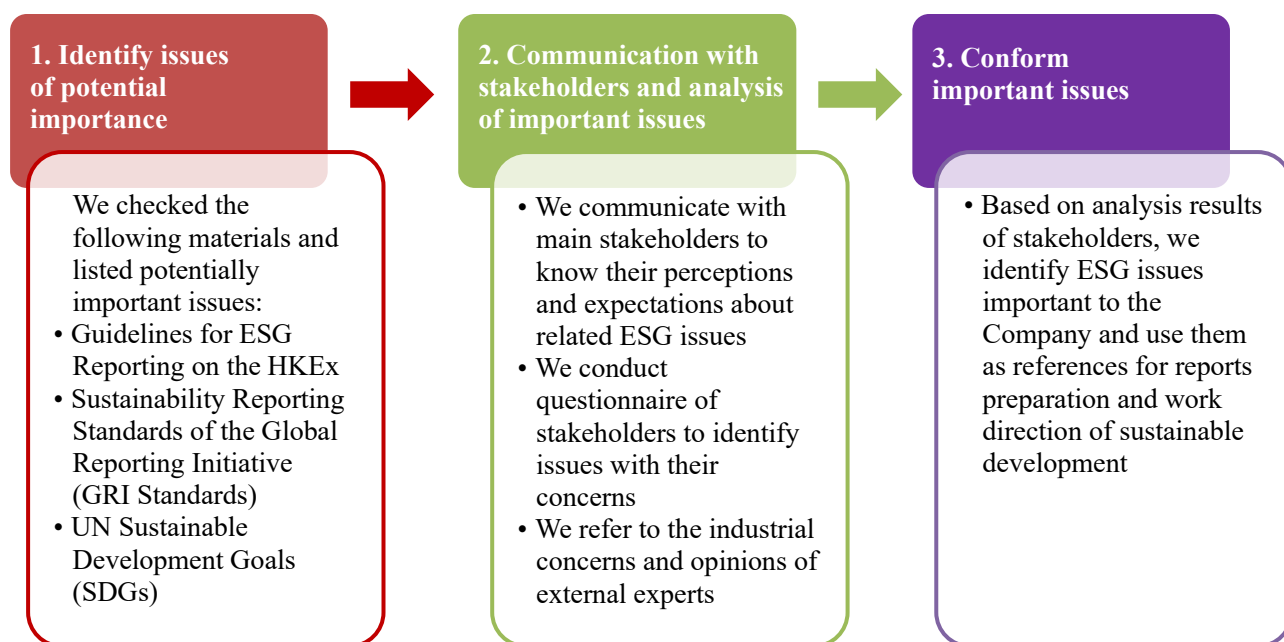 1. Identify issues
of potential
importance
We checked the
following materials and
listed potentially
important issues:
• Guidelines for ESG
Reporting on the HKEx
• Sustainability Reporting
Standards of the Global
Reporting Initiative
(GRI Standards)
• UN Sustainable
Development Goals
(SDGs)
2. Communication with
stakeholders and analysis
of important issues
• We communicate with
main stakeholders to
know their perceptions
and expectations about
related ESG issues
• We conduct
questionnaire of
stakeholders to identify
issues with their
concerns
• We refer to the industrial
concerns and opinions of
external experts
3. Conform
important issues
• Based on analysis results
of stakeholders, we
identify ESG issues
important to the
Company and use them
as references for reports
preparation and work
direction of sustainable
development